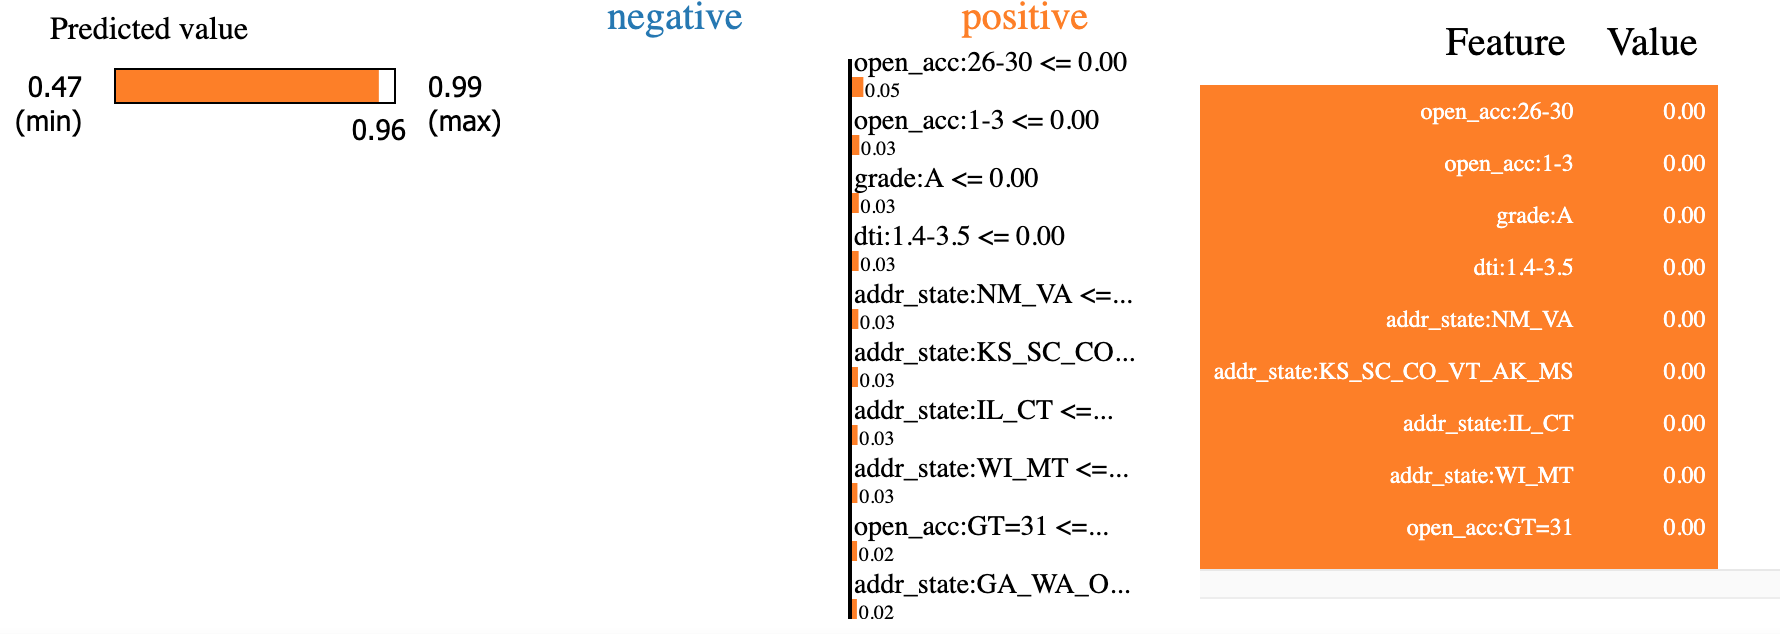 Predicted value
0.47
(min)
0.96
0.99
(max)
negative
positive
open_acc:26-30 <= 0.00
0.05
open_acc:1-3 <= 0.00
0.03
grade:A <= 0.00
0.03
dti:1.4-3.5 <= 0.00
0.03
addr_state:NM_VA <=...
0.03
addr_state:KS_SC_CO...
0.03
addr_state:IL_CT <=...
0.03
addr_state:WI_MT <=...
0.03
open_acc:GT=31 <=...
0.02
addr_state:GA_WA_O...
0.02
Feature Value
open_acc:26-30 0.00
open_acc:1-3 0.00
grade:A 0.00
dti:1.4-3.5 0.00
addr_state:NM_VA 0.00
addr_state:KS_SC_CO_VT_AK_MS 0.00
addr_state:IL_CT 0.00
addr_state:WI_MT 0.00
open_acc:GT=31 0.00